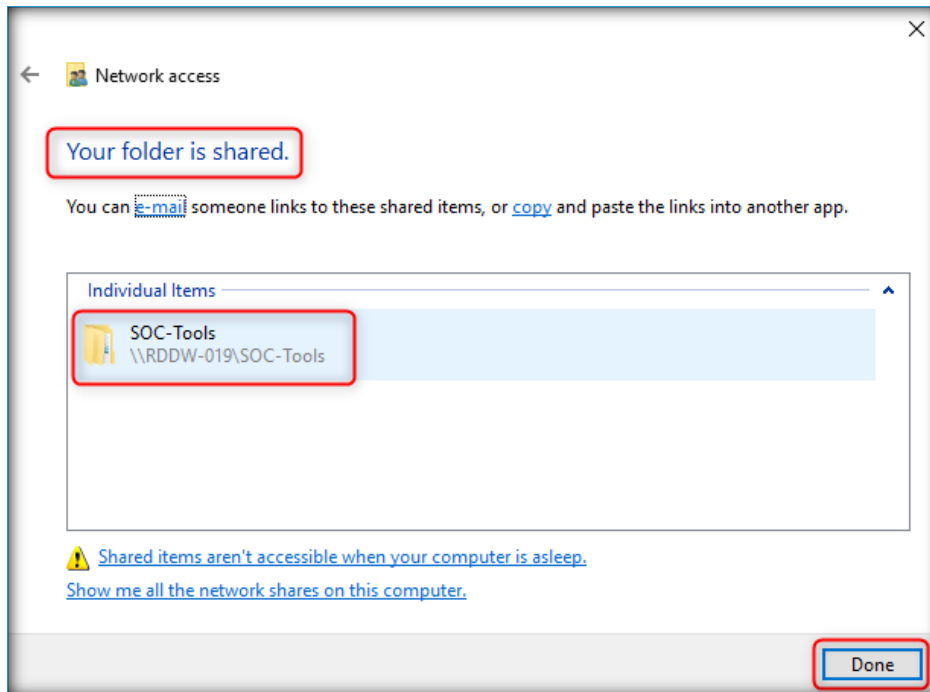 Network access
Your folder is shared.
You can e-mail someone links to these shared items, or copy and paste the links into another app.
Individual Items
SOC-Tools
\\RDDW-019\SOC-Tools
Shared items aren't accessible when your computer is asleep.
Show me all the network shares on this computer.
Done